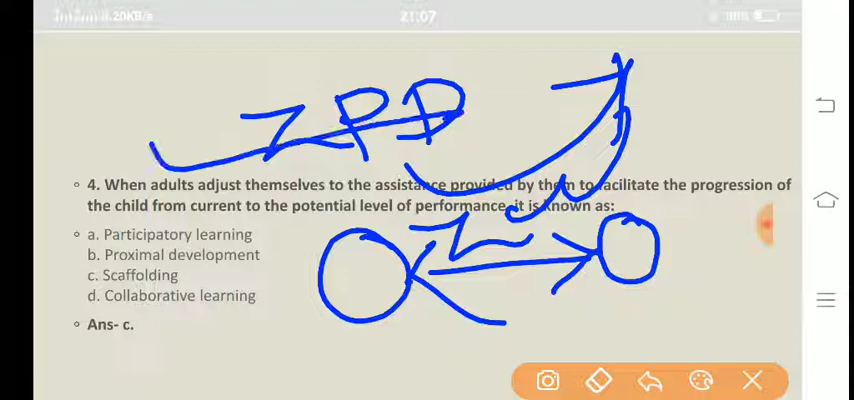 .20KB/s 21:07
ZPD
4. When adults adjust themselves to the assistance provided by them to facilitate the progression of
the child from current to the potential level of performance, it is known as:
a. Participatory learning
b. Proximal development
c. Scaffolding
d. Collaborative learning
Ans- c.